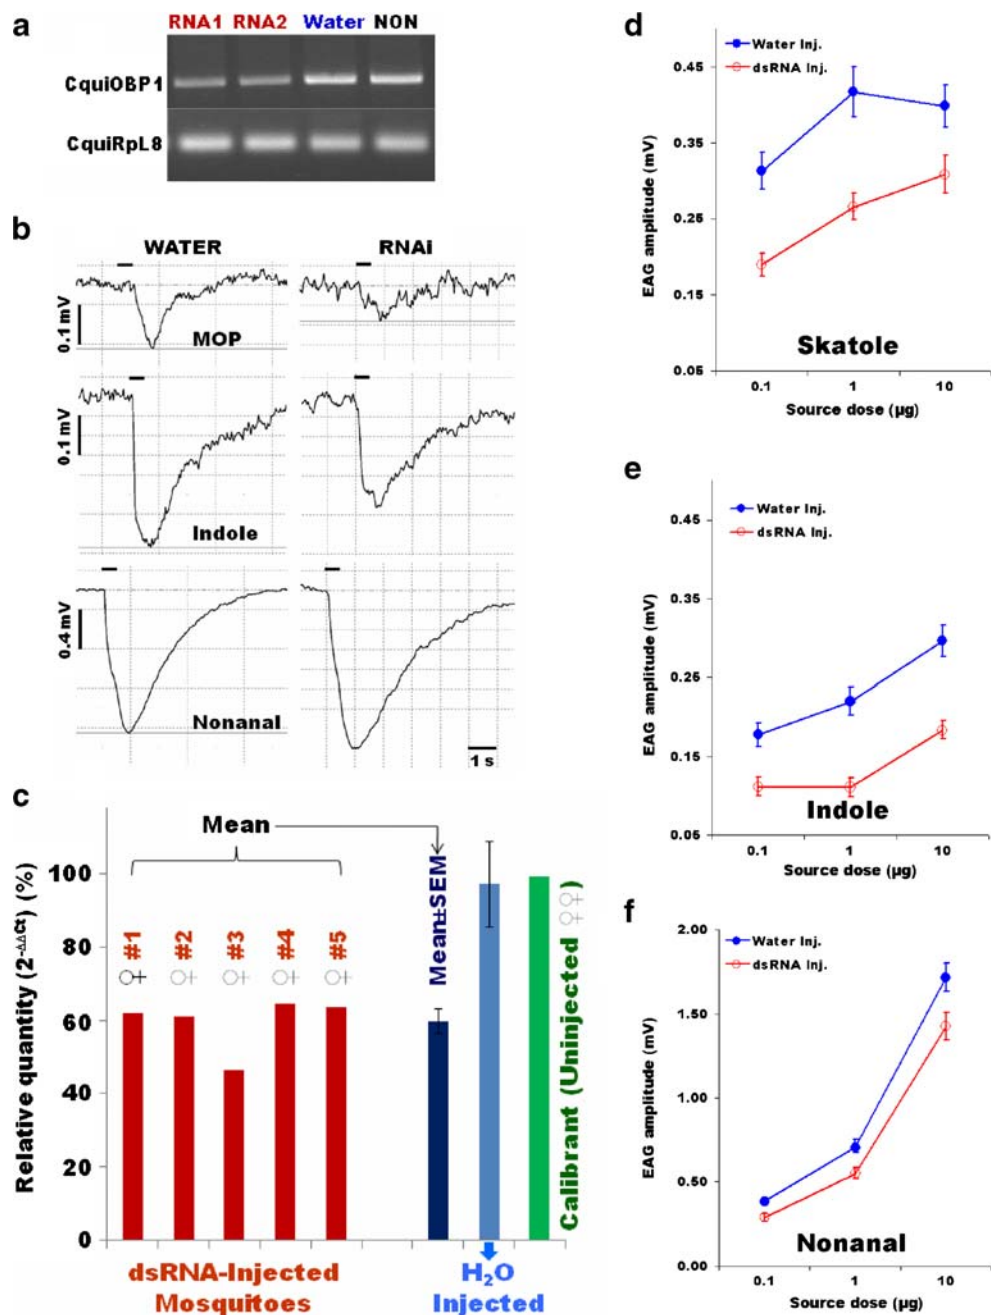 a
RNA1 RNA2 Water NON
CquiOBP1
CquiRpL8
b
WATER RNAi
0.1 mV
MOP
0.1 mV
Indole
0.4 mV
Nonanal
1 s
c
Relative quantity (2-ΔΔCt) (%)
100
80
60
40
20
0
Mean
#1 #2 #3 #4 #5
Mean±SEM
Calibrant (Uninjected ♀♀)
dsRNA-Injected
Mosquitoes
H2O
Injected
d
Water Inj.
dsRNA Inj.
EAG amplitude (mV)
0.45
0.35
0.25
0.15
0.05
Skatole
0.1 1 10
Source dose (µg)
e
Water Inj.
dsRNA Inj.
EAG amplitude (mV)
0.45
0.35
0.26
0.15
0.05
Indole
0.1 1 10
Source dose (µg)
f
Water Inj.
dsRNA Inj.
EAG amplitude (mV)
2.00
1.50
1.00
0.50
0.00
Nonanal
0.1 1 10
Source dose (µg)